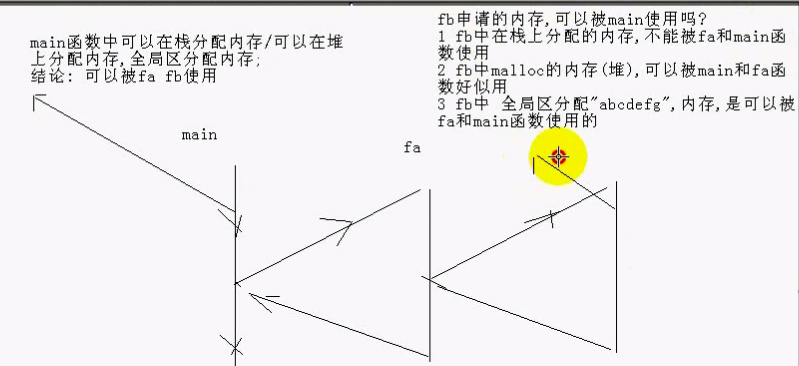 main函数中可以在栈分配内存/可以在堆
上分配内存,全局区分配内存;
结论: 可以被fa fb使用
fb申请的内存,可以被main使用吗?
1 fb中在栈上分配的内存,不能被fa和main函
数使用
2 fb中malloc的内存(堆),可以被main和fa函
数好似用
3 fb中 全局区分配"abcdefg",内存,是可以被
fa和main函数使用的
main
fa